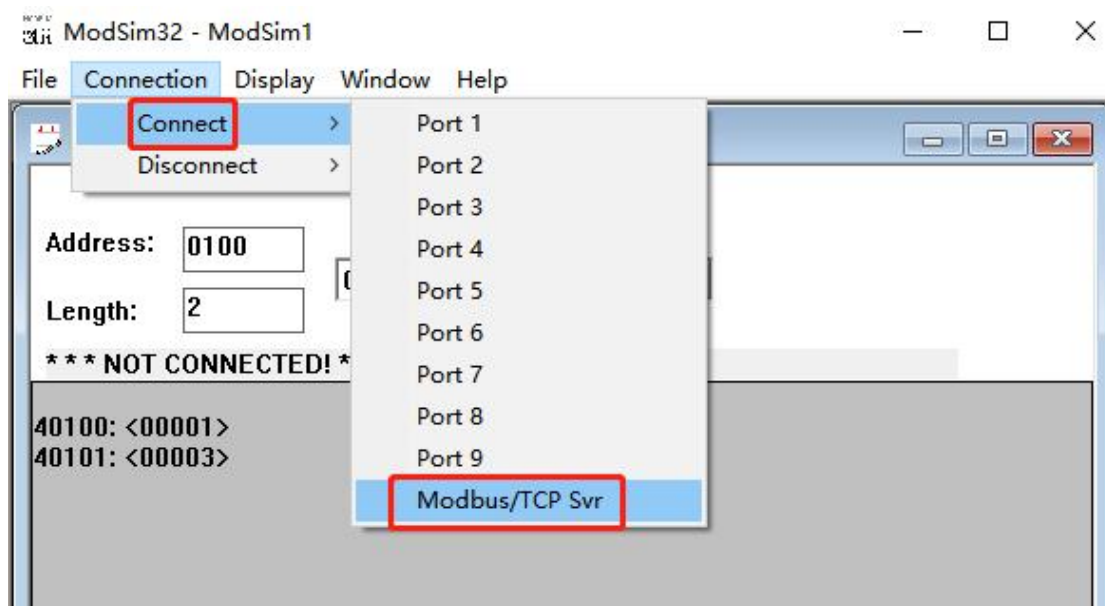 ModSim32 - ModSim1
File Connection Display Window Help
Connect >
Disconnect >
Port 1
Port 2
Port 3
Port 4
Port 5
Port 6
Port 7
Port 8
Port 9
Modbus/TCP Svr
Address: 0100
Length: 2
* * * NOT CONNECTED! *
40100: <00001>
40101: <00003>